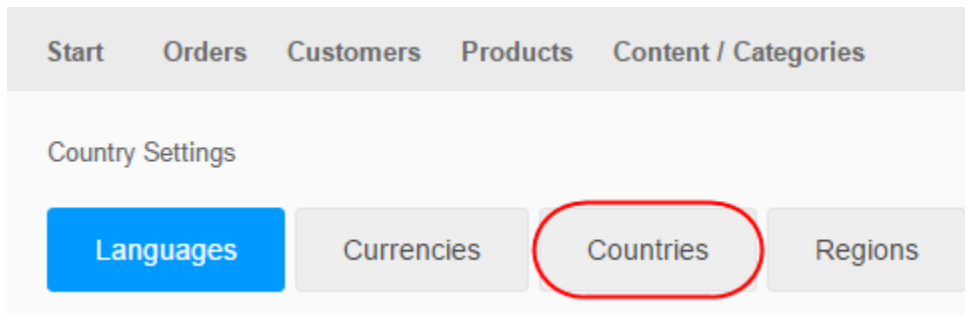 Start Orders Customers Products Content / Categories
Country Settings
Languages Currencies Countries Regions